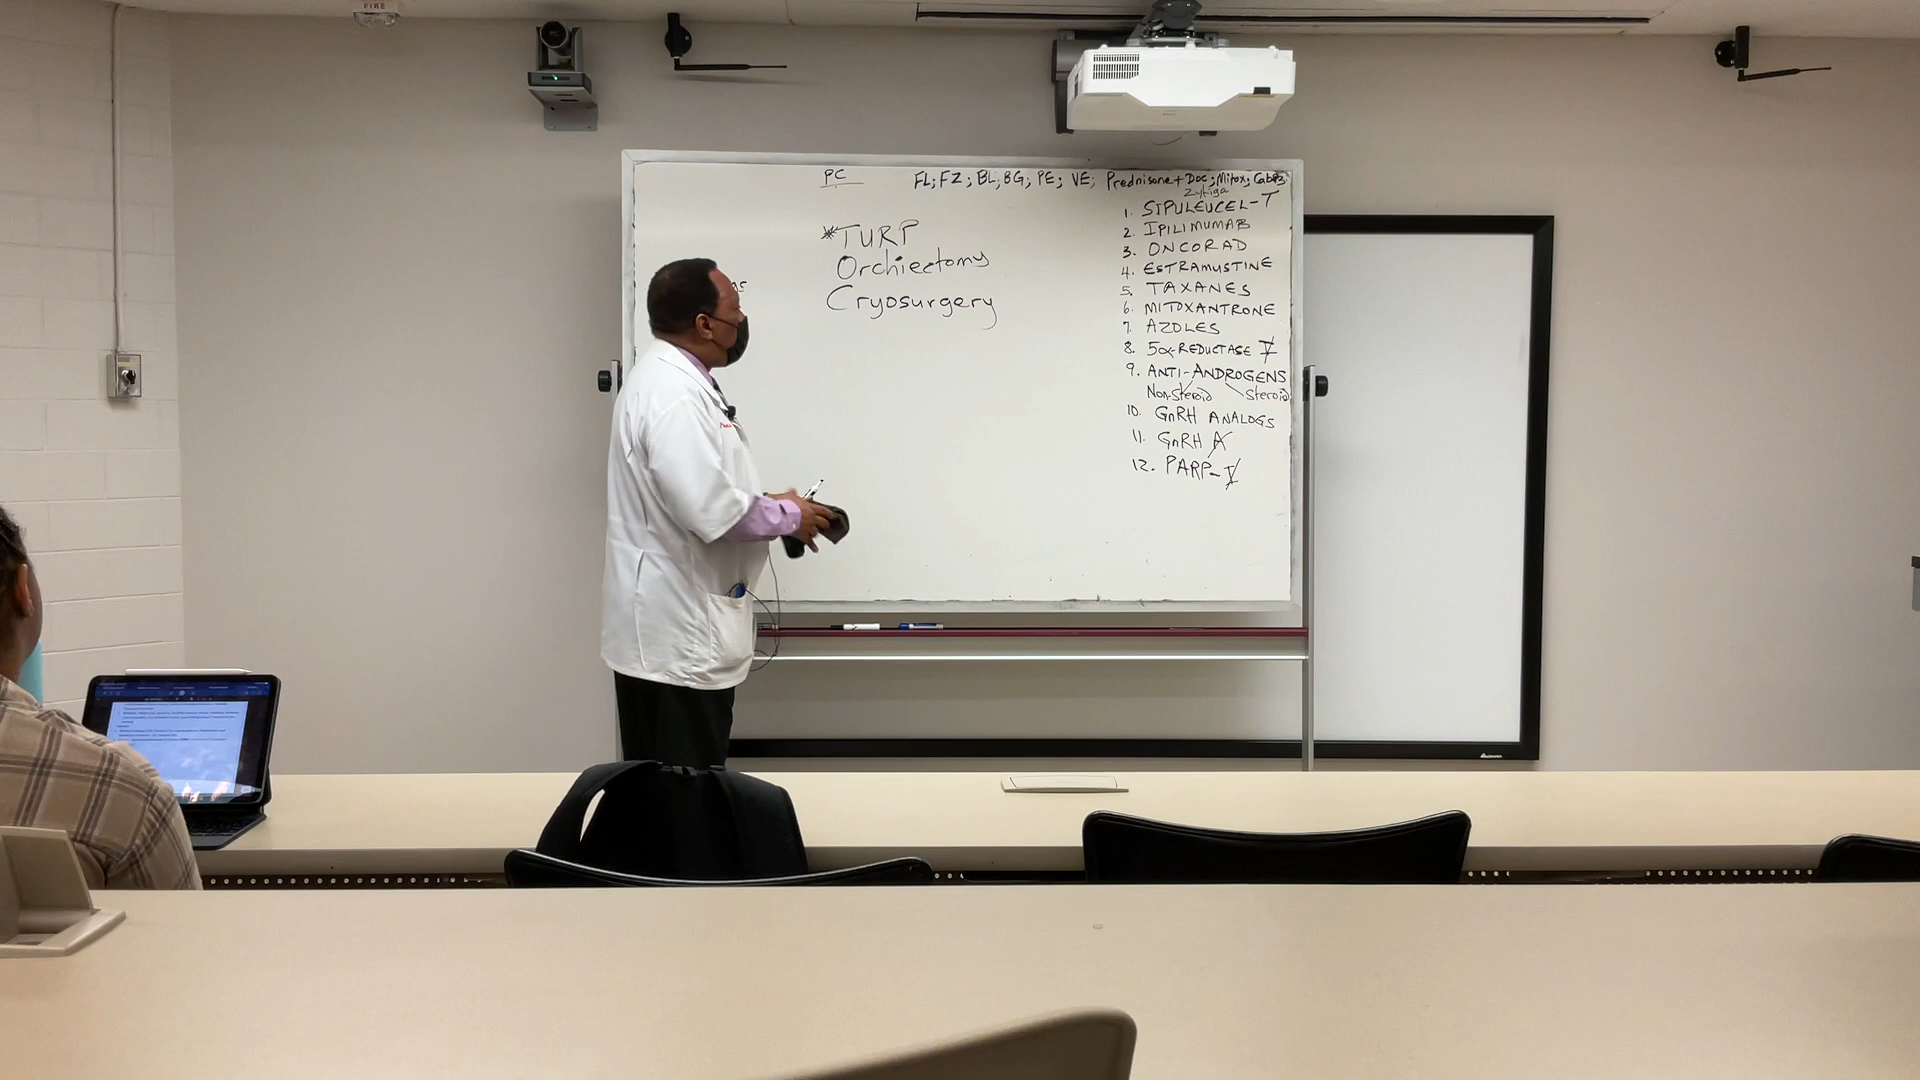 FIRE
PC
FL; FZ; BL; BG; PE; VE; Prednisone + Doc; Mitox; Cabaz
Zytiga
*TURP
Orchiectomy
Cryosurgery
1. SIPULEUCEL-T
2. IPILIMUMAB
3. ONCORAD
4. ESTRAMUSTINE
5. TAXANES
6. MITOXANTRONE
7. AZOLES
8. 5α-REDUCTASE I
9. ANTI-ANDROGENS
Non-Steroid Steroid
10. GnRH ANALOGS
11. GnRH A
12. PARP-I